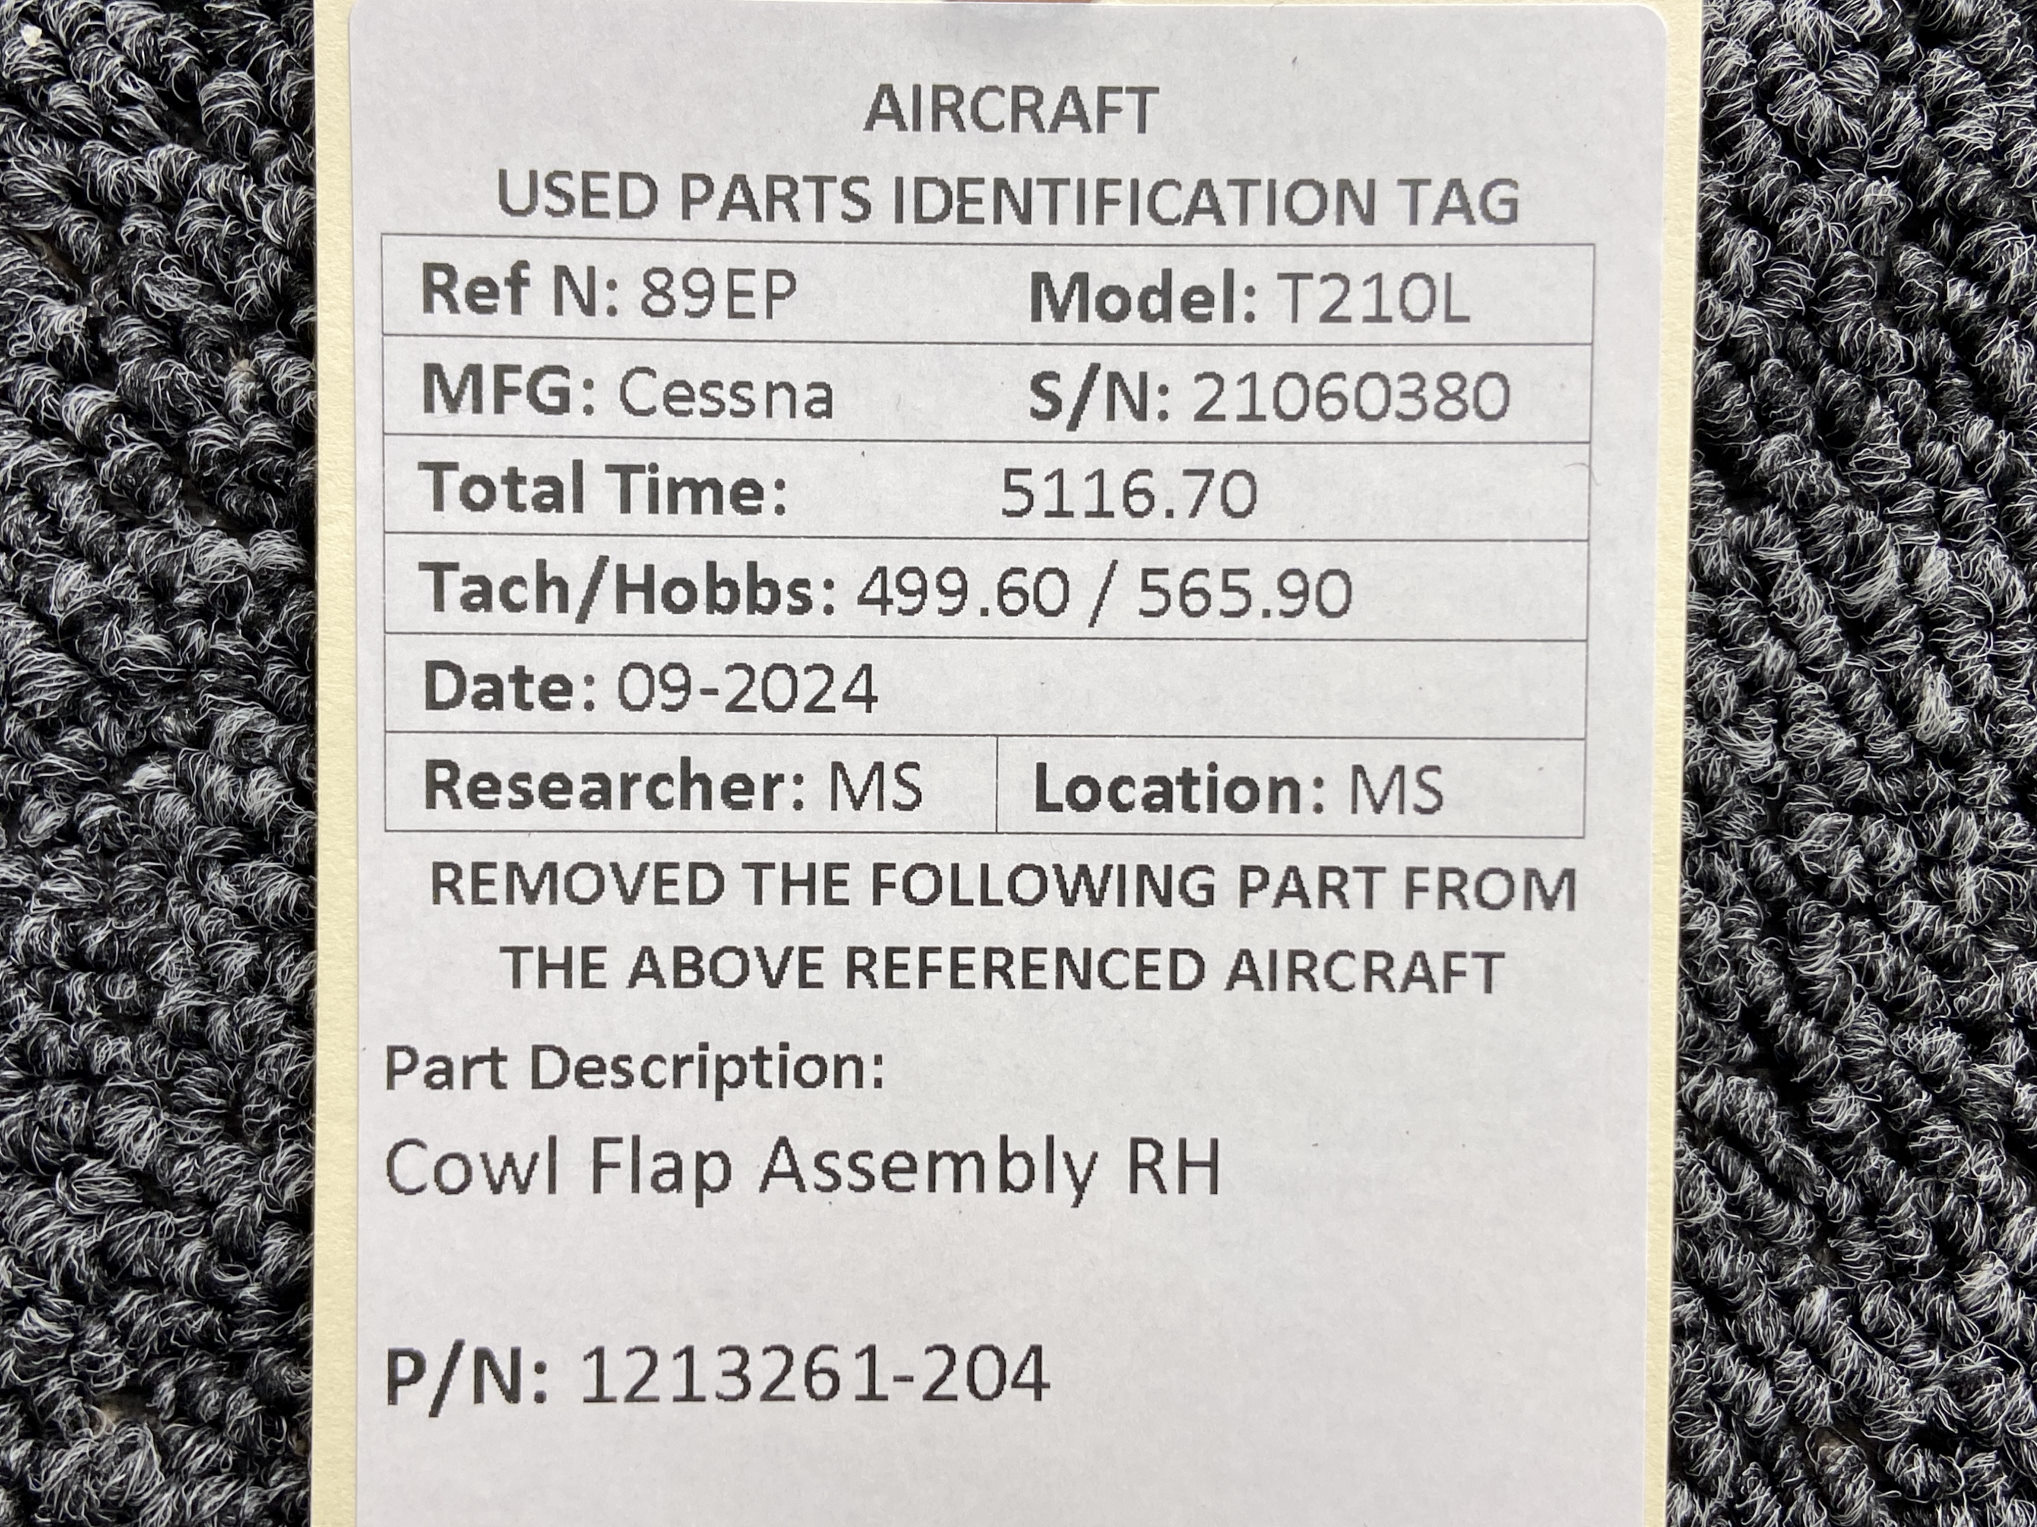 AIRCRAFT
USED PARTS IDENTIFICATION TAG
Ref N: 89EP Model: T210L
MFG: Cessna S/N: 21060380
Total Time: 5116.70
Tach/Hobbs: 499.60 / 565.90
Date: 09-2024
Researcher: MS Location: MS
REMOVED THE FOLLOWING PART FROM
THE ABOVE REFERENCED AIRCRAFT
Part Description:
Cowl Flap Assembly RH
P/N: 1213261-204